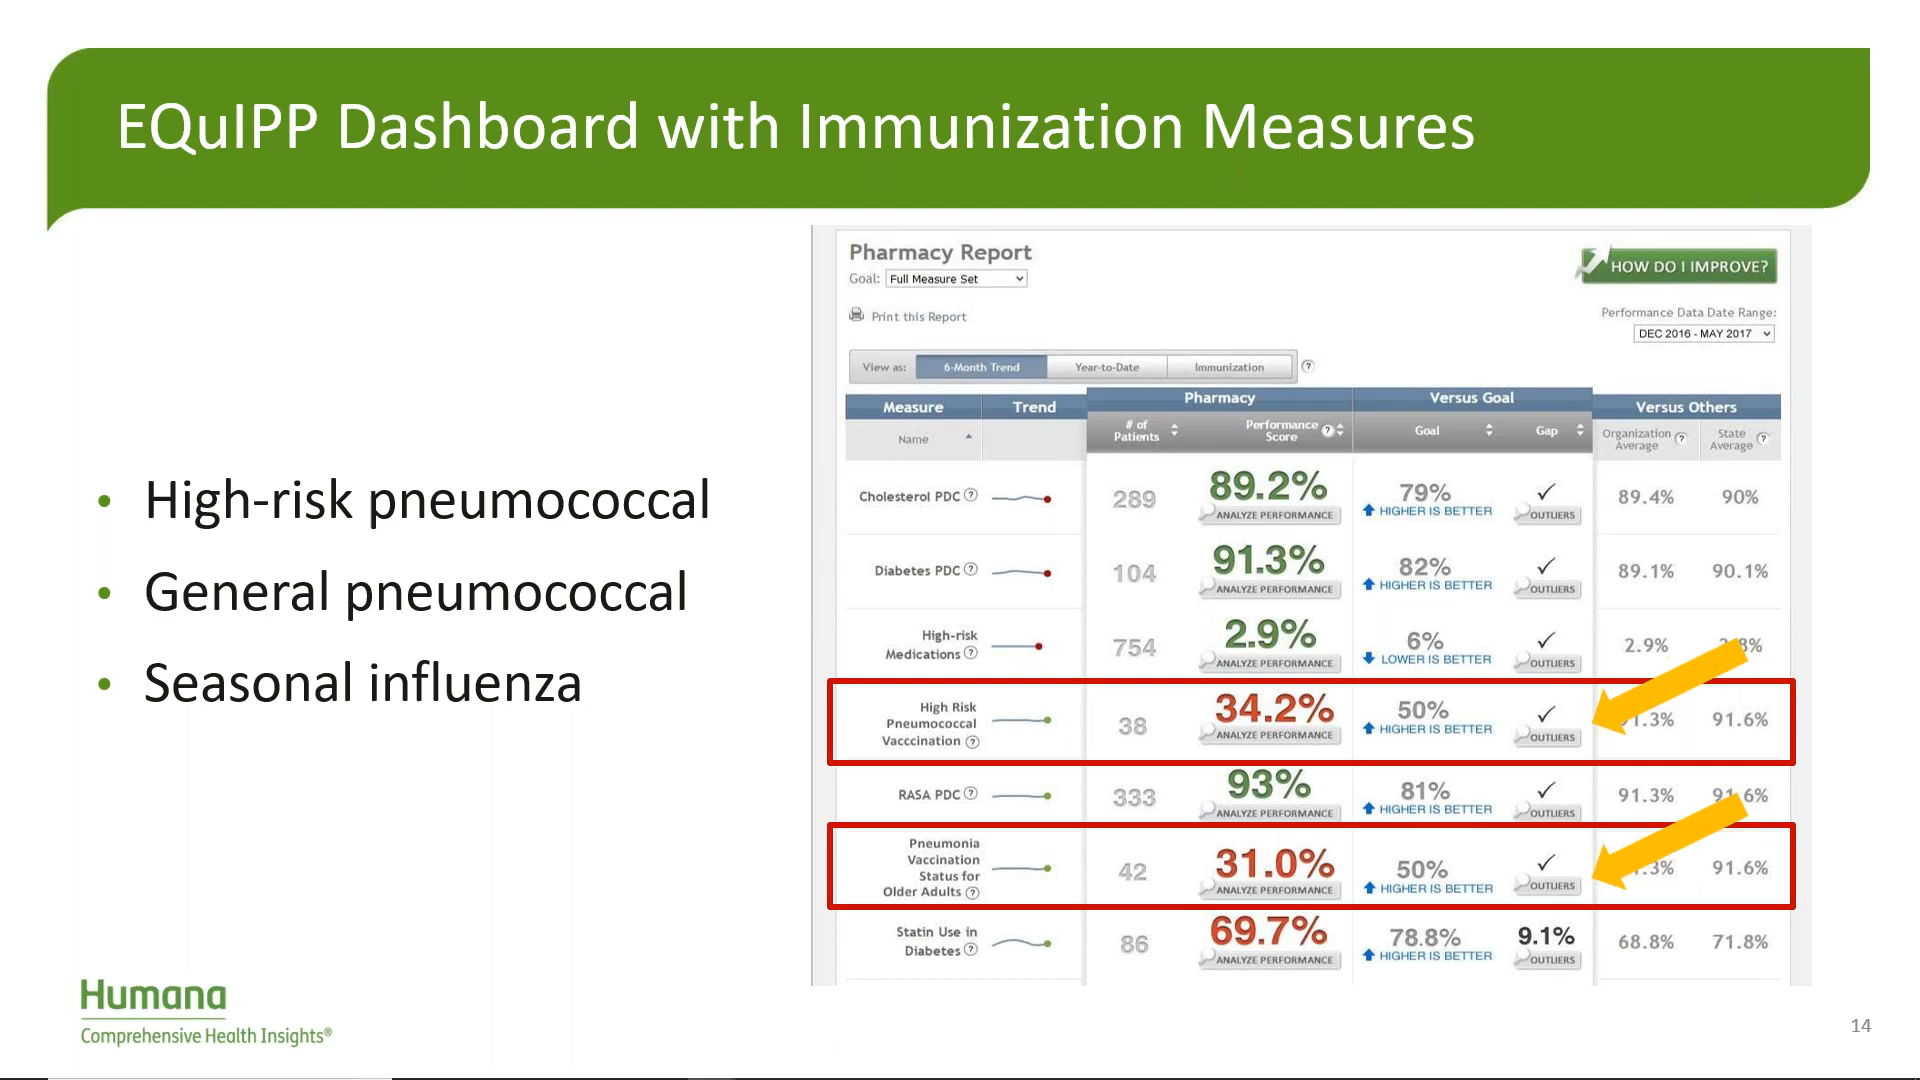 EQuIPP Dashboard with Immunization Measures
• High-risk pneumococcal
• General pneumococcal
• Seasonal influenza
Pharmacy Report
HOW DO I IMPROVE?
Goal: Full Measure Set
Print this Report
Performance Data Date Range:
DEC 2016 - MAY 2017
View as: 6-Month Trend Year-to-Date Immunization ?
Measure Trend Pharmacy Versus Goal Versus Others
Name # of Patients Performance Score ? Goal Gap Organization Average ? State Average ?
Cholesterol PDC ? 289 89.2% 79% ✓ 89.4% 90%
ANALYZE PERFORMANCE HIGHER IS BETTER OUTLIERS
Diabetes PDC ? 104 91.3% 82% ✓ 89.1% 90.1%
ANALYZE PERFORMANCE HIGHER IS BETTER OUTLIERS
High-risk
Medications ? 754 2.9% 6% ✓ 2.9%
ANALYZE PERFORMANCE LOWER IS BETTER OUTLIERS
High Risk
Pneumococcal
Vacccination ? 38 34.2% 50% ✓ 91.6%
ANALYZE PERFORMANCE HIGHER IS BETTER OUTLIERS
RASA PDC ? 333 93% 81% ✓ 91.3% 91.6%
ANALYZE PERFORMANCE HIGHER IS BETTER OUTLIERS
Pneumonia
Vaccination
Status for
Older Adults ? 42 31.0% 50% ✓ 91.6%
ANALYZE PERFORMANCE HIGHER IS BETTER OUTLIERS
Statin Use in
Diabetes ? 86 69.7% 78.8% 9.1% 68.8% 71.8%
ANALYZE PERFORMANCE HIGHER IS BETTER OUTLIERS
Humana
Comprehensive Health Insights®
14